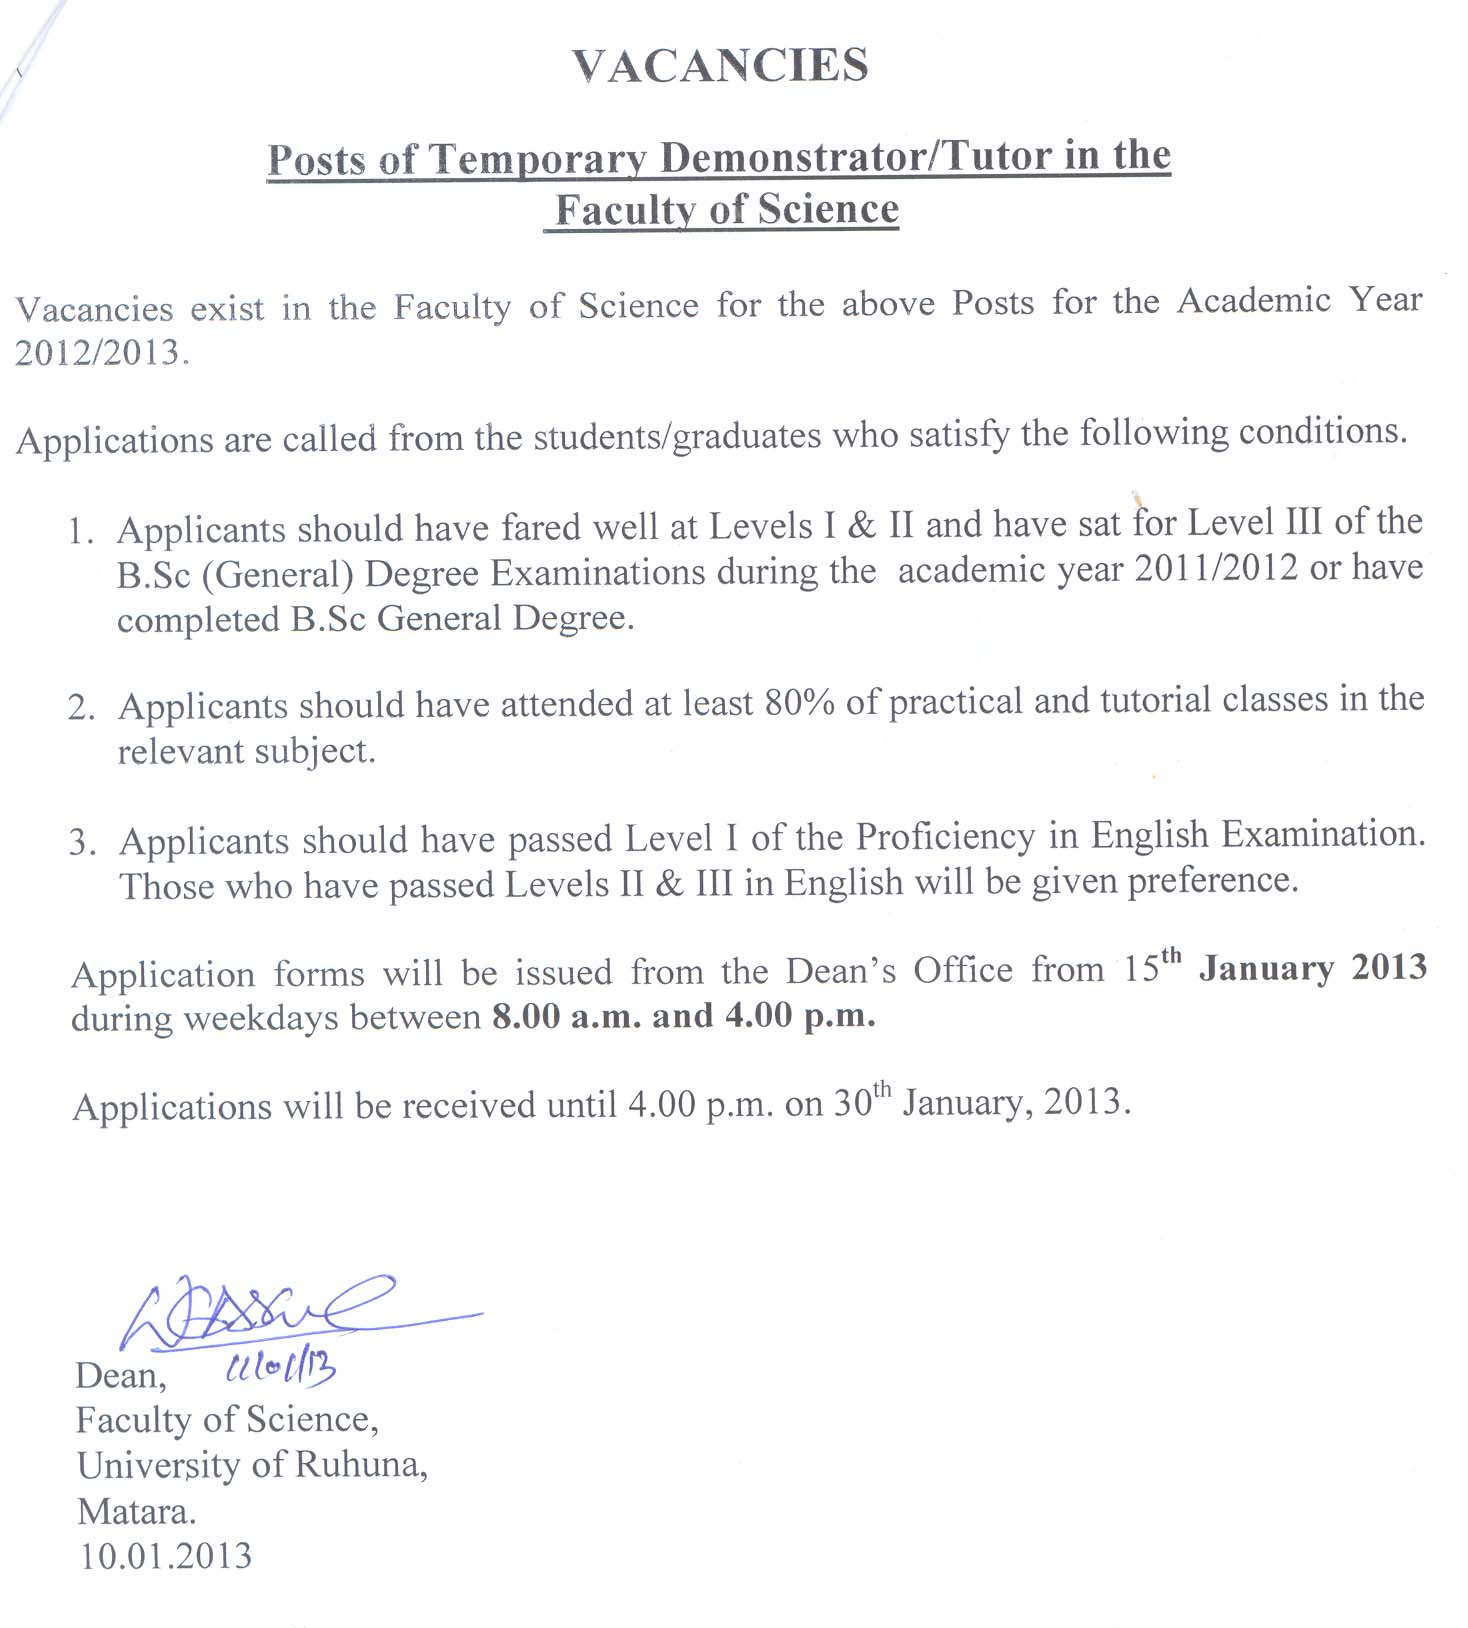 VACANCIES
Posts of Temporary Demonstrator/Tutor in the
Faculty of Science
Vacancies exist in the Faculty of Science for the above Posts for the Academic Year
2012/2013.
Applications are called from the students/graduates who satisfy the following conditions.
1. Applicants should have fared well at Levels I & II and have sat for Level III of the
B.Sc (General) Degree Examinations during the academic year 2011/2012 or have
completed B.Sc General Degree.
2. Applicants should have attended at least 80% of practical and tutorial classes in the
relevant subject.
3. Applicants should have passed Level I of the Proficiency in English Examination.
Those who have passed Levels II & III in English will be given preference.
Application forms will be issued from the Dean's Office from 15th January 2013
during weekdays between 8.00 a.m. and 4.00 p.m.
Applications will be received until 4.00 p.m. on 30th January, 2013.
11/01/13
Dean,
Faculty of Science,
University of Ruhuna,
Matara.
10.01.2013